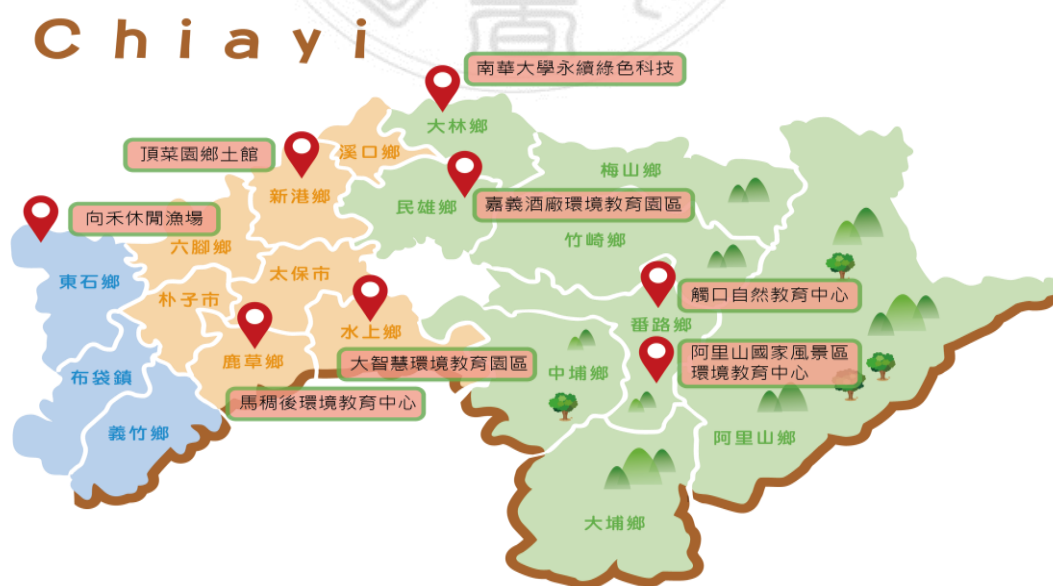 Chiayi
南華大學永續綠色科技
大林鄉
頂菜園鄉土館
溪口鄉
梅山鄉
新港鄉
民雄鄉
嘉義酒廠環境教育園區
向禾休閒漁場
六腳鄉
竹崎鄉
太保市
東石鄉
朴子市
觸口自然教育中心
水上鄉
番路鄉
鹿草鄉
大智慧環境教育園區
阿里山國家風景區
環境教育中心
布袋鎮
中埔鄉
馬稠後環境教育中心
義竹鄉
阿里山鄉
大埔鄉